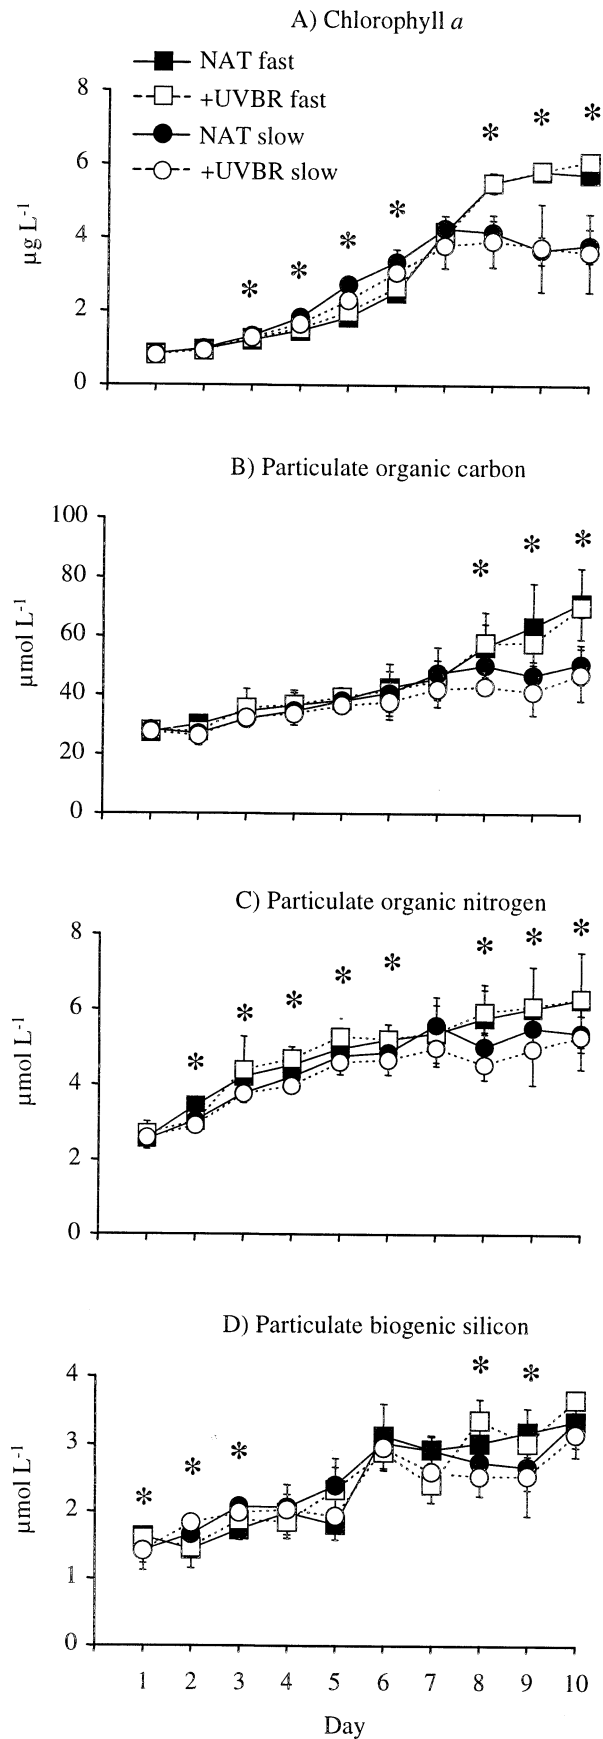 A) Chlorophyll a
NAT fast
+UVBR fast
NAT slow
+UVBR slow
8
6
4
2
0
µg L-1
* * * * * * *
B) Particulate organic carbon
100
80
60
40
20
0
µmol L-1
* * *
C) Particulate organic nitrogen
8
6
4
2
0
µmol L-1
* * * * * * * *
D) Particulate biogenic silicon
4
3
2
1
0
µmol L-1
* * * * *
1 2 3 4 5 6 7 8 9 10
Day